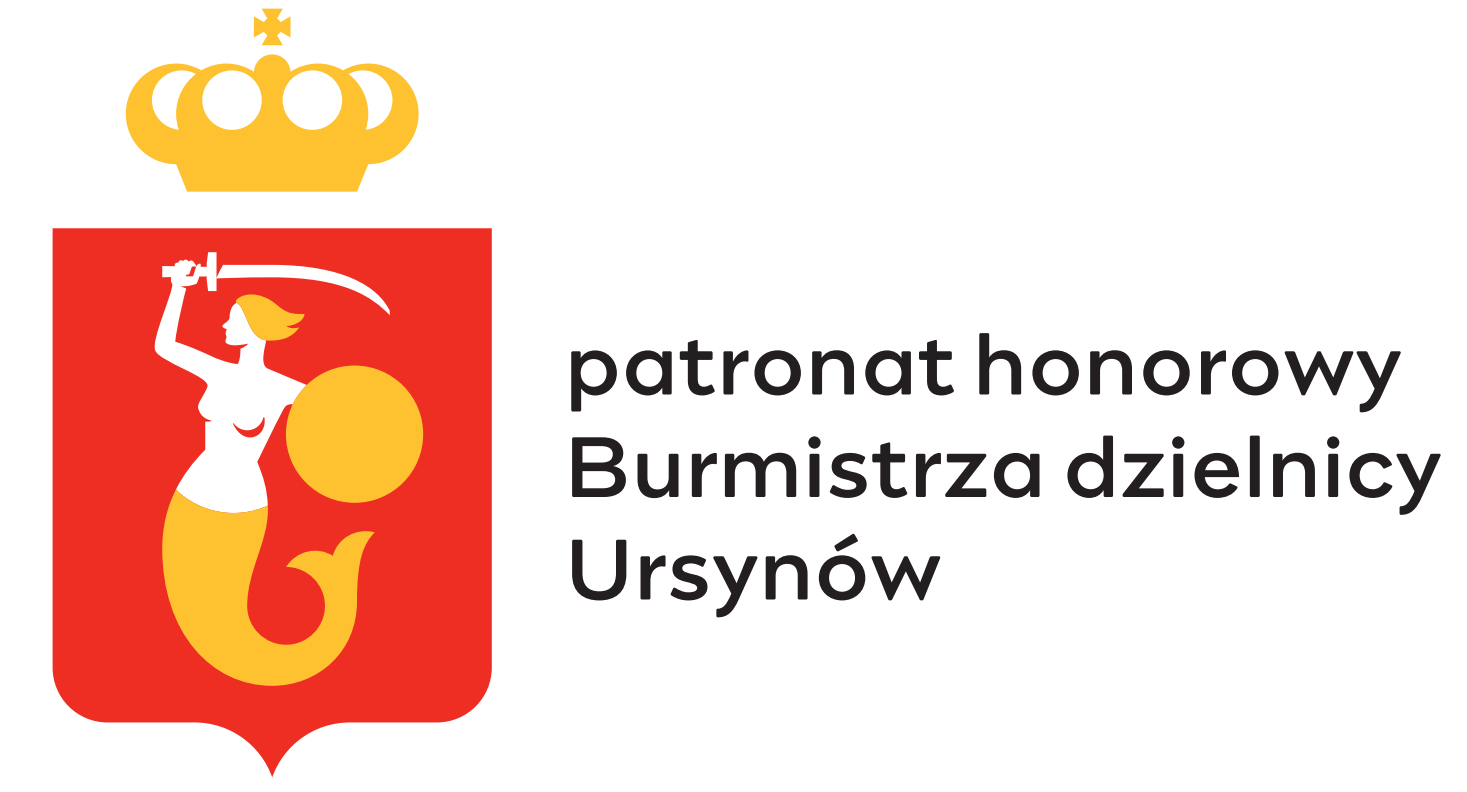 patronat honorowy
Burmistrza dzielnicy
Ursynów